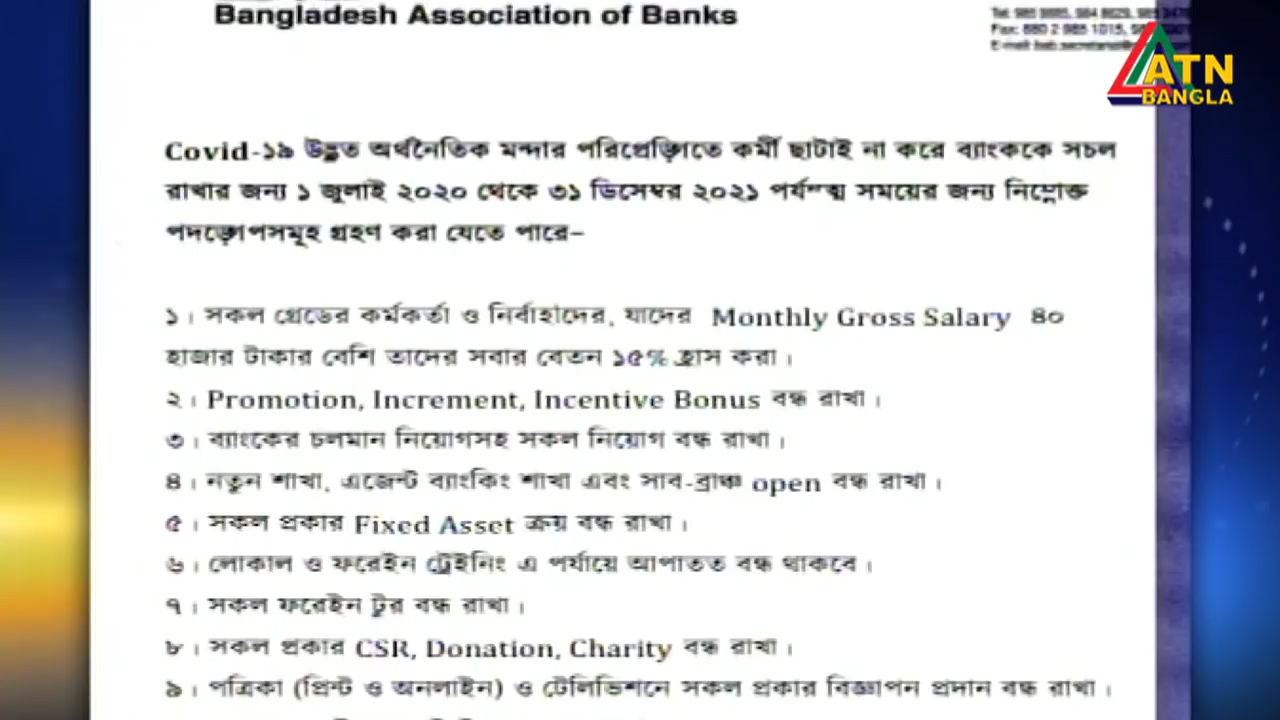 Bangladesh Association of Banks
ATN
BANGLA
Covid-১৯ উদ্ভূত অর্থনৈতিক মন্দার পরিপ্রেক্ষিতে কর্মী ছাটাই না করে ব্যাংককে সচল
রাখার জন্য ১ জুলাই ২০২০ থেকে ৩১ ডিসেম্বর ২০২১ পর্যন্ত সময়ের জন্য নিম্নোক্ত
পদক্ষেপসমূহ গ্রহণ করা যেতে পারে–
১। সকল গ্রেডের কর্মকর্তা ও নির্বাহীদের, যাদের Monthly Gross Salary ৪০
হাজার টাকার বেশি তাদের সবার বেতন ১৫% হ্রাস করা।
২। Promotion, Increment, Incentive Bonus বন্ধ রাখা।
৩। ব্যাংকের চলমান নিয়োগসহ সকল নিয়োগ বন্ধ রাখা।
৪। নতুন শাখা, এজেন্ট ব্যাংকিং শাখা এবং সাব-ব্রাঞ্চ open বন্ধ রাখা।
৫। সকল প্রকার Fixed Asset ক্রয় বন্ধ রাখা।
৬। লোকাল ও ফরেইন ট্রেইনিং এ পর্যায়ে আপাতত বন্ধ থাকবে।
৭। সকল ফরেইন টুর বন্ধ রাখা।
৮। সকল প্রকার CSR, Donation, Charity বন্ধ রাখা।
৯। পত্রিকা (প্রিন্ট ও অনলাইন) ও টেলিভিশনে সকল প্রকার বিজ্ঞাপন প্রদান বন্ধ রাখা।